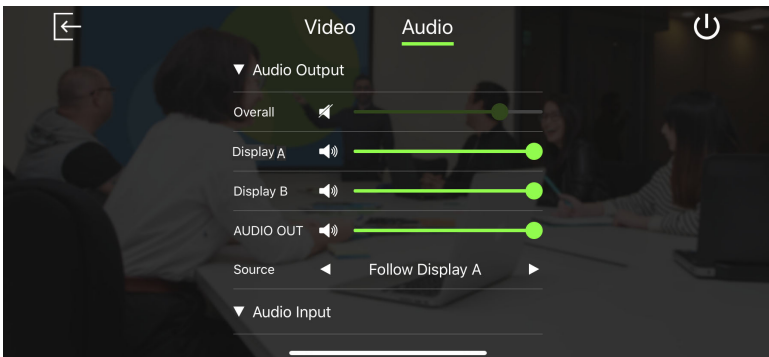 Video Audio
▼ Audio Output
Overall
Display A
Display B
AUDIO OUT
Source ◀ Follow Display A ▶
▼ Audio Input